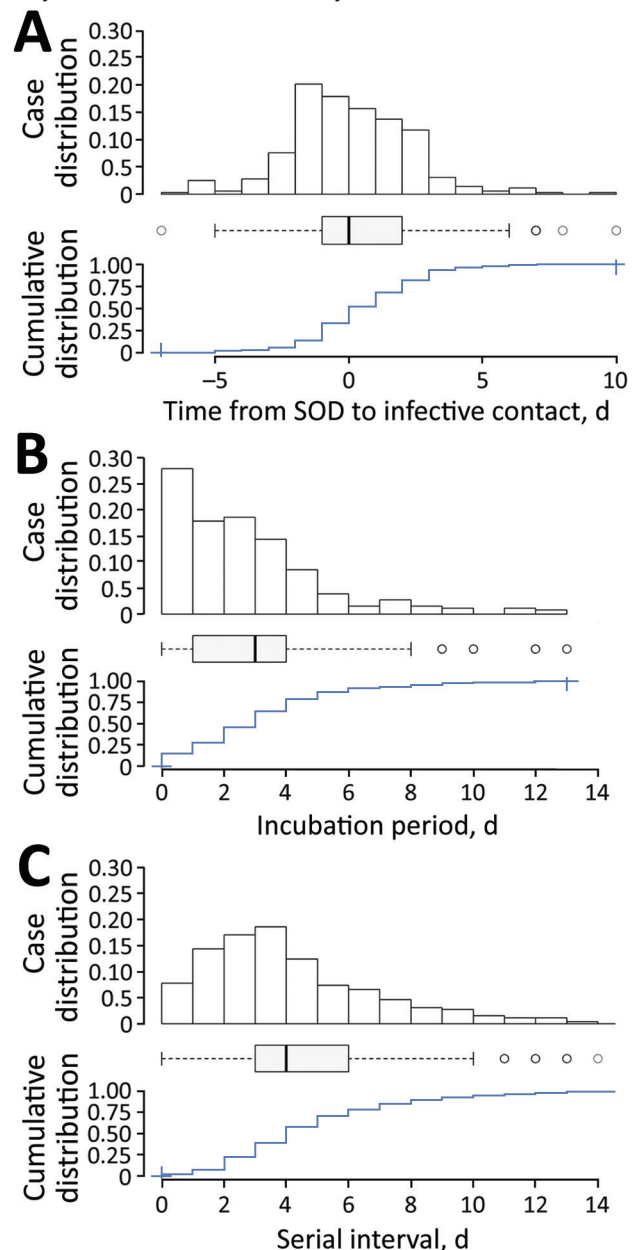 A
Case
distribution
0.30
0.25
0.20
0.15
0.10
0.5
0
Cumulative
distribution
1.00
0.75
0.50
0.25
0
−5 0 5 10
Time from SOD to infective contact, d
B
Case
distribution
0.30
0.25
0.20
0.15
0.10
0.5
0
Cumulative
distribution
1.00
0.75
0.50
0.25
0
0 2 4 6 8 10 12 14
Incubation period, d
C
Case
distribution
0.30
0.25
0.20
0.15
0.10
0.5
0
Cumulative
distribution
1.00
0.75
0.50
0.25
0
0 2 4 6 8 10 12 14
Serial interval, d